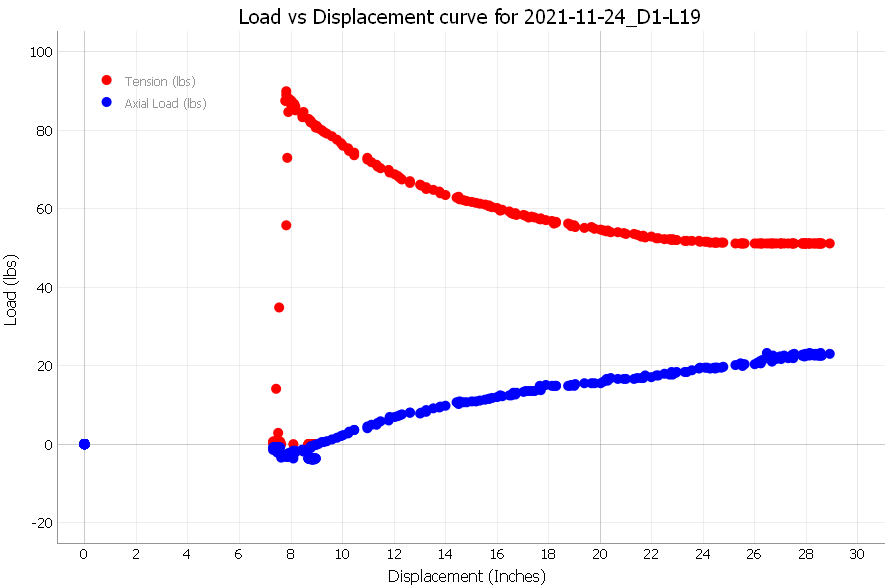 Load vs Displacement curve for 2021-11-24_D1-L19
100
Tension (lbs)
Axial Load (lbs)
80
60
40
20
0
-20
Load (lbs)
0 2 4 6 8 10 12 14 16 18 20 22 24 26 28 30
Displacement (Inches)